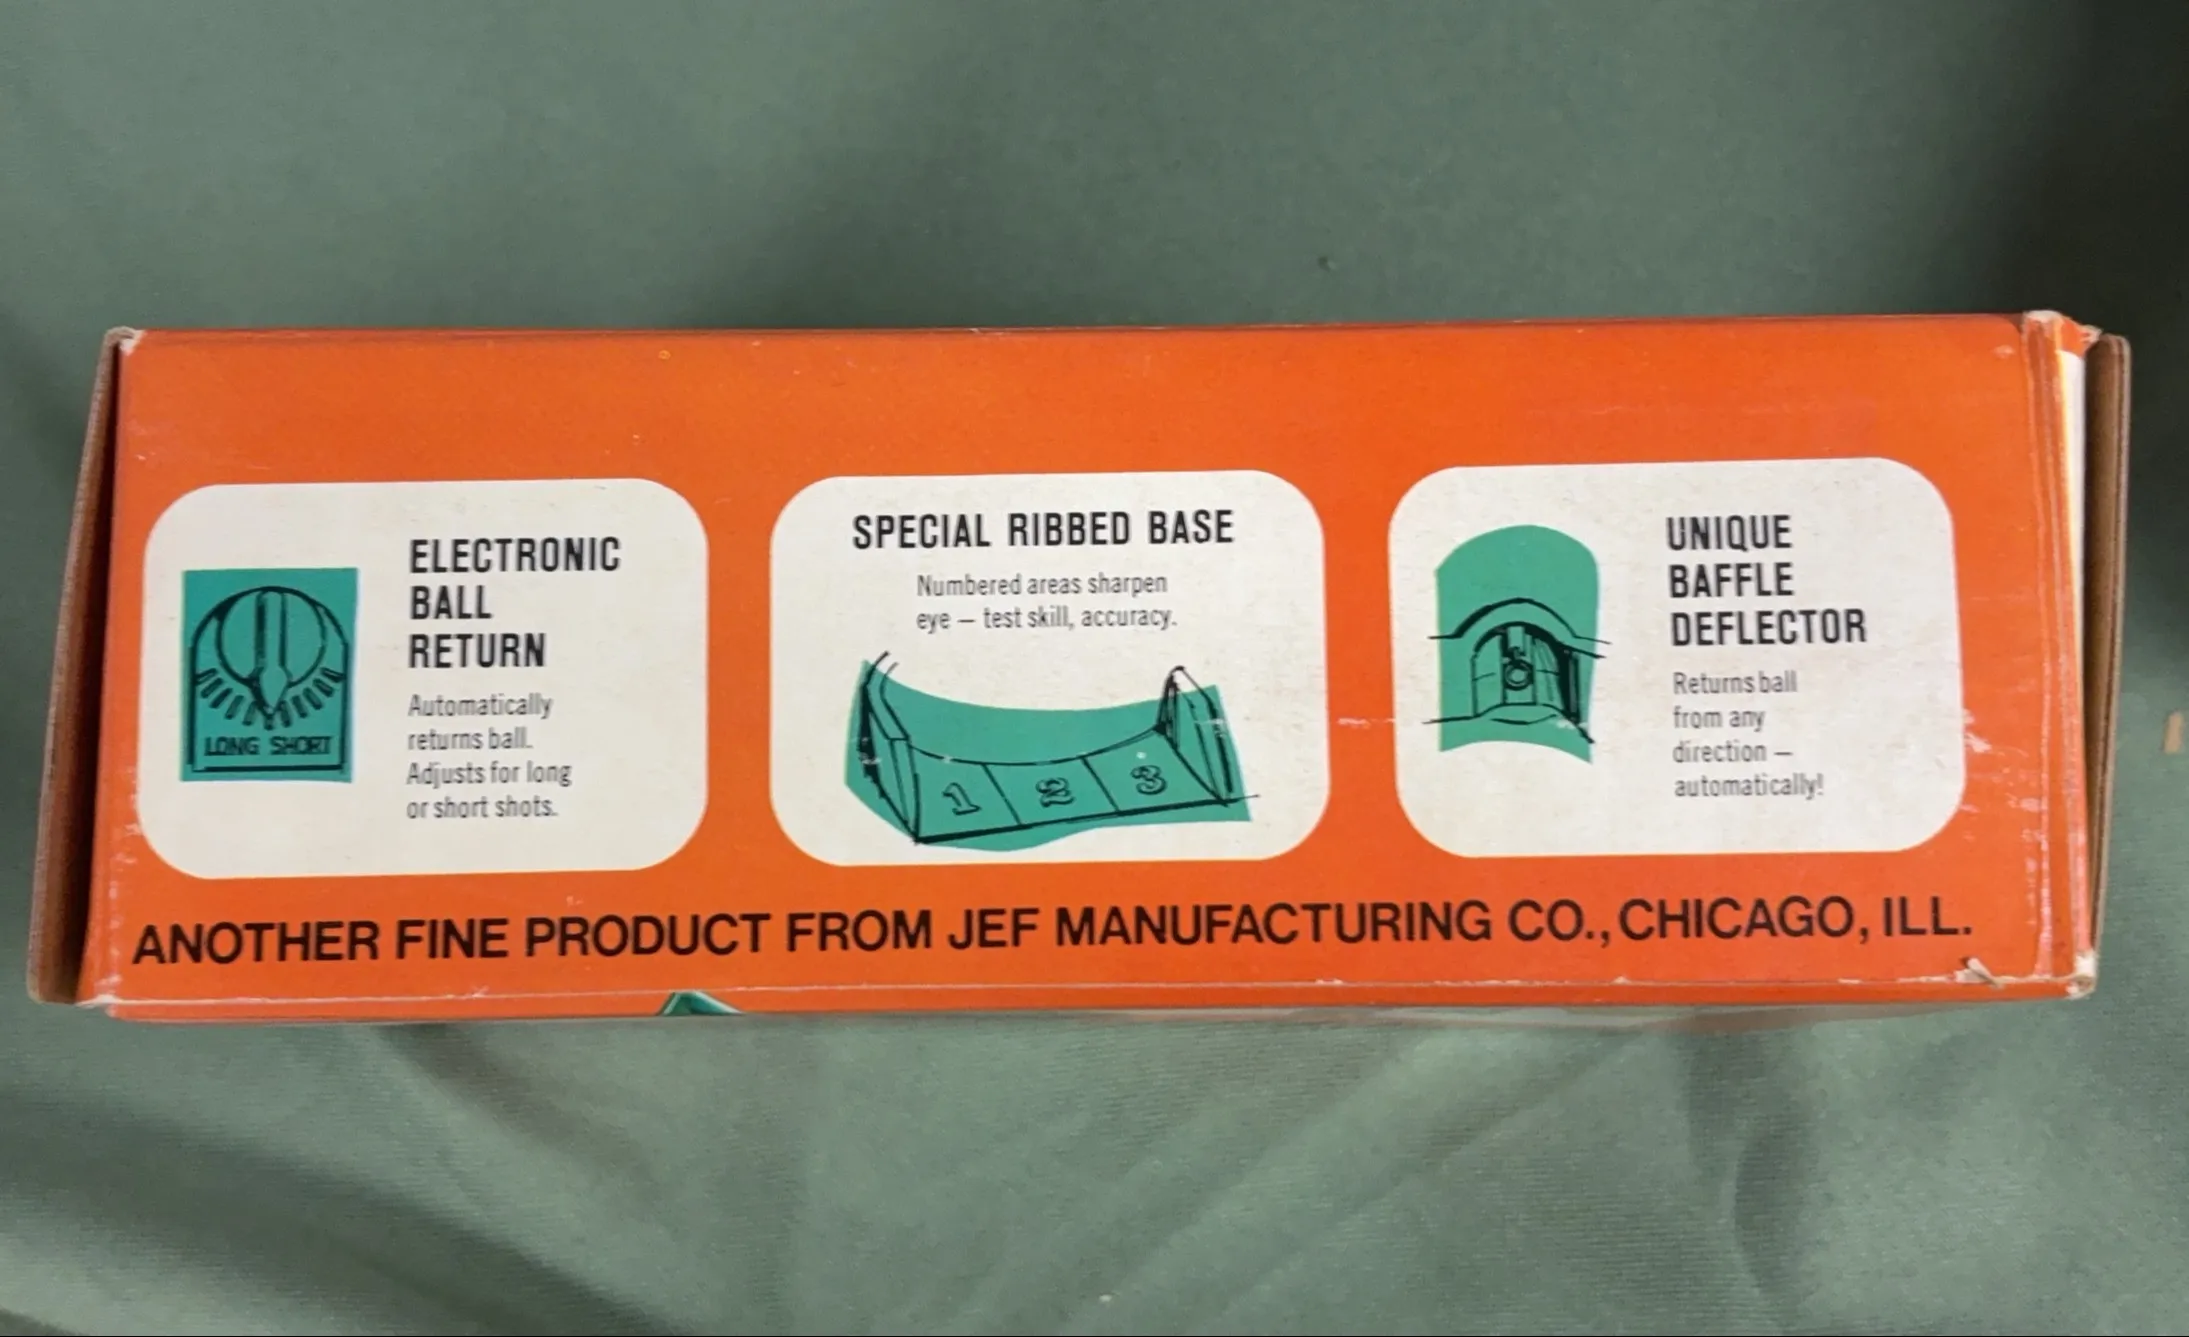 ELECTRONIC
BALL
RETURN
Automatically
returns ball.
Adjusts for long
or short shots.
LONG SHORT
SPECIAL RIBBED BASE
Numbered areas sharpen
eye — test skill, accuracy.
1 2 3
UNIQUE
BAFFLE
DEFLECTOR
Returns ball
from any
direction —
automatically!
ANOTHER FINE PRODUCT FROM JEF MANUFACTURING CO., CHICAGO, ILL.